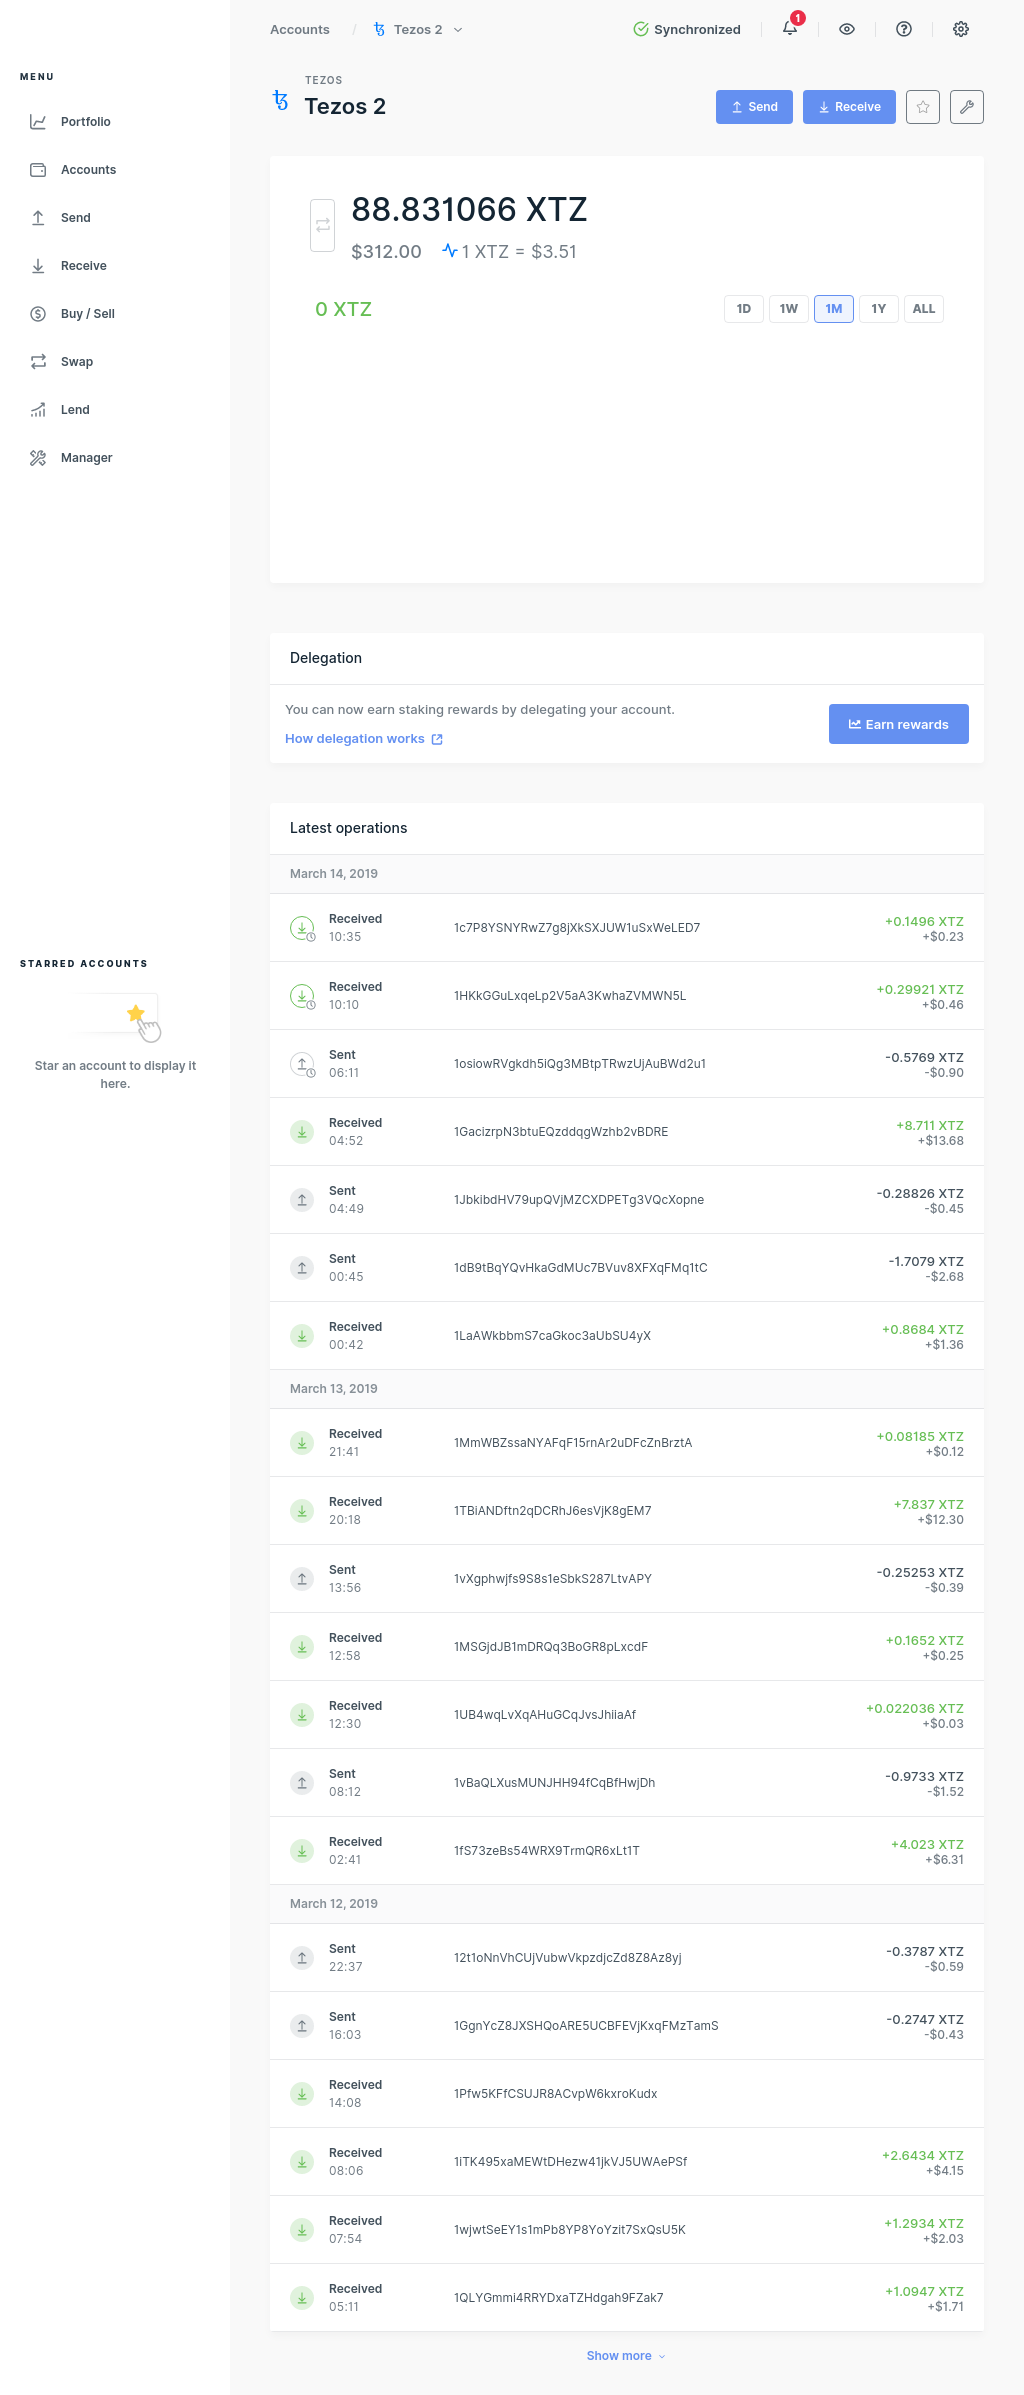 Accounts / Tezos 2
Synchronized
1
MENU
Portfolio
Accounts
Send
Receive
Buy / Sell
Swap
Lend
Manager
STARRED ACCOUNTS
Star an account to display it
here.
TEZOS
Tezos 2
Send
Receive
88.831066 XTZ
$312.00 1 XTZ = $3.51
0 XTZ
1D 1W 1M 1Y ALL
Delegation
You can now earn staking rewards by delegating your account.
How delegation works
Earn rewards
Latest operations
March 14, 2019
Received
10:35
1c7P8YSNYRwZ7g8jXkSXJUW1uSxWeLED7
+0.1496 XTZ
+$0.23
Received
10:10
1HKkGGuLxqeLp2V5aA3KwhaZVMWN5L
+0.29921 XTZ
+$0.46
Sent
06:11
1osiowRVgkdh5iQg3MBtpTRwzUjAuBWd2u1
-0.5769 XTZ
-$0.90
Received
04:52
1GacizrpN3btuEQzddqgWzhb2vBDRE
+8.711 XTZ
+$13.68
Sent
04:49
1JbkibdHV79upQVjMZCXDPETg3VQcXopne
-0.28826 XTZ
-$0.45
Sent
00:45
1dB9tBqYQvHkaGdMUc7BVuv8XFXqFMq1tC
-1.7079 XTZ
-$2.68
Received
00:42
1LaAWkbbmS7caGkoc3aUbSU4yX
+0.8684 XTZ
+$1.36
March 13, 2019
Received
21:41
1MmWBZssaNYAFqF15rnAr2uDFcZnBrztA
+0.08185 XTZ
+$0.12
Received
20:18
1TBiANDftn2qDCRhJ6esVjK8gEM7
+7.837 XTZ
+$12.30
Sent
13:56
1vXgphwjfs9S8s1eSbkS287LtvAPY
-0.25253 XTZ
-$0.39
Received
12:58
1MSGjdJB1mDRQq3BoGR8pLxcdF
+0.1652 XTZ
+$0.25
Received
12:30
1UB4wqLvXqAHuGCqJvsJhiiaAf
+0.022036 XTZ
+$0.03
Sent
08:12
1vBaQLXusMUNJHH94fCqBfHwjDh
-0.9733 XTZ
-$1.52
Received
02:41
1fS73zeBs54WRX9TrmQR6xLt1T
+4.023 XTZ
+$6.31
March 12, 2019
Sent
22:37
12t1oNnVhCUjVubwVkpzdjcZd8Z8Az8yj
-0.3787 XTZ
-$0.59
Sent
16:03
1GgnYcZ8JXSHQoARE5UCBFEVjKxqFMzTamS
-0.2747 XTZ
-$0.43
Received
14:08
1Pfw5KFfCSUJR8ACvpW6kxroKudx
Received
08:06
1iTK495xaMEWtDHezw41jkVJ5UWAePSf
+2.6434 XTZ
+$4.15
Received
07:54
1wjwtSeEY1s1mPb8YP8YoYzit7SxQsU5K
+1.2934 XTZ
+$2.03
Received
05:11
1QLYGmmi4RRYDxaTZHdgah9FZak7
+1.0947 XTZ
+$1.71
Show more